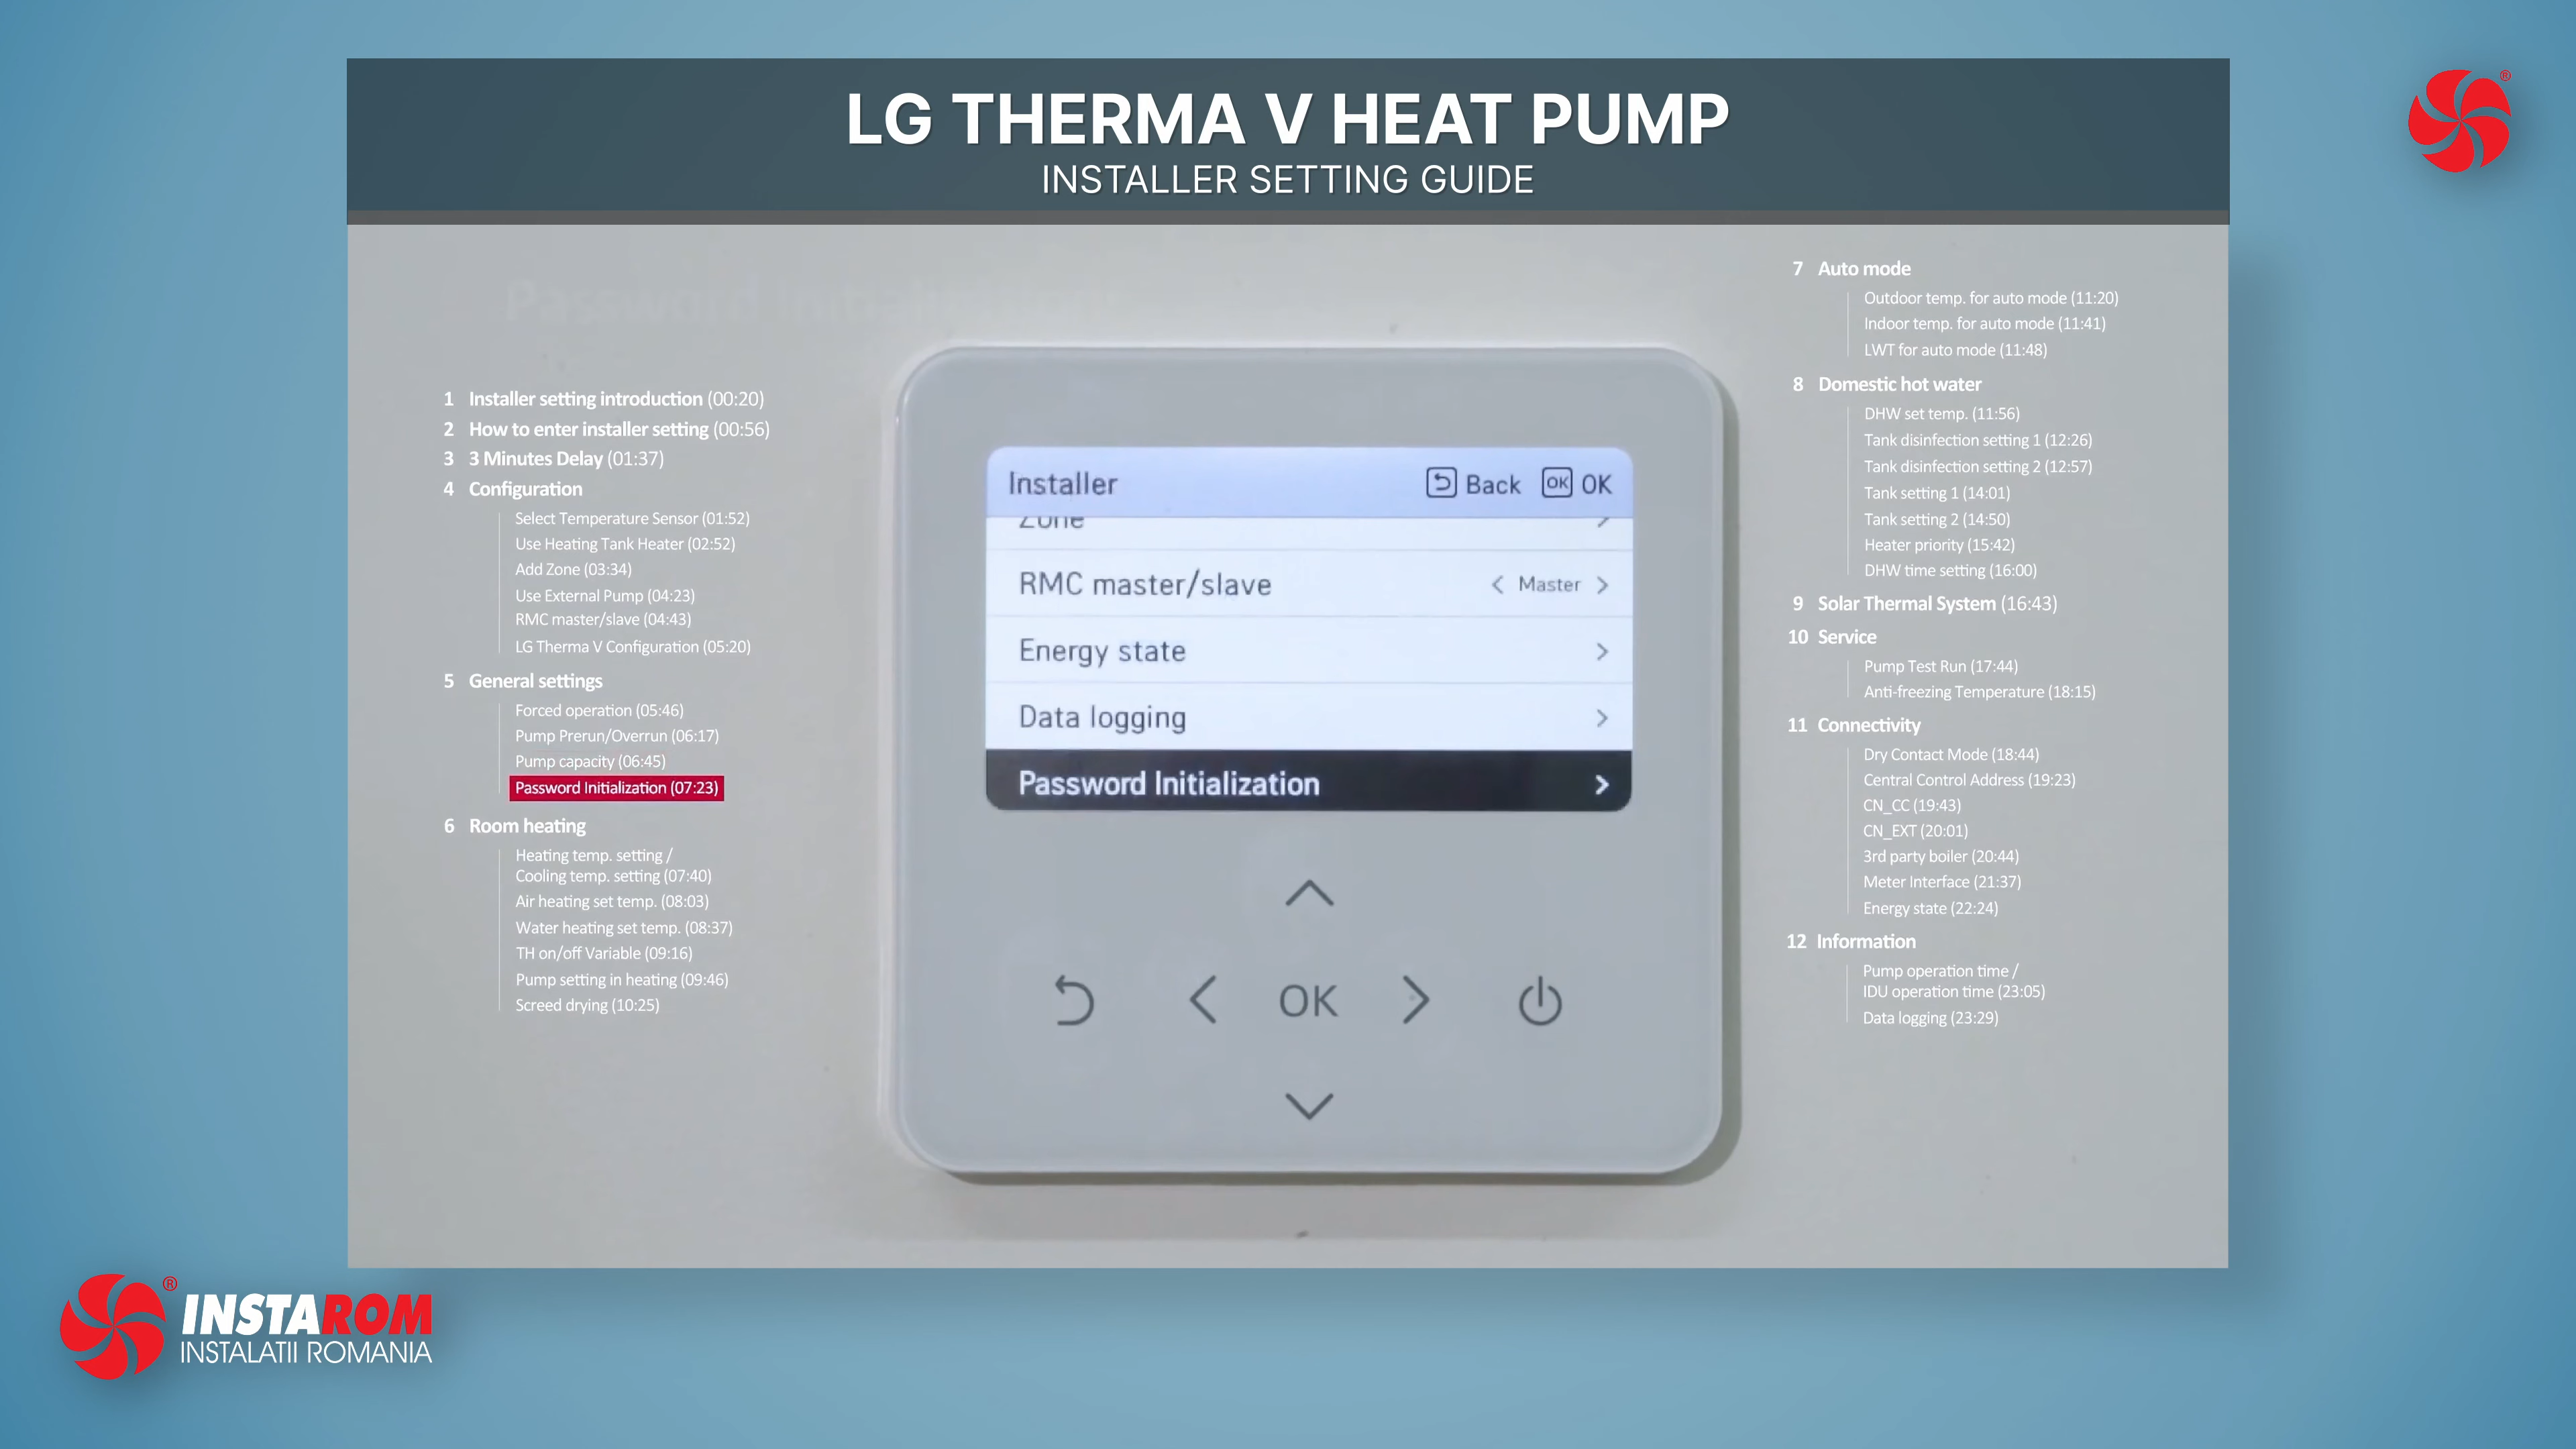 LG THERMA V HEAT PUMP
INSTALLER SETTING GUIDE
Password Initialization
1 Installer setting introduction (00:20)
2 How to enter installer setting (00:56)
3 3 Minutes Delay (01:37)
4 Configuration
Select Temperature Sensor (01:52)
Use Heating Tank Heater (02:52)
Add Zone (03:34)
Use External Pump (04:23)
RMC master/slave (04:43)
LG Therma V Configuration (05:20)
5 General settings
Forced operation (05:46)
Pump Prerun/Overrun (06:17)
Pump capacity (06:45)
Password Initialization (07:23)
6 Room heating
Heating temp. setting /
Cooling temp. setting (07:40)
Air heating set temp. (08:03)
Water heating set temp. (08:37)
TH on/off Variable (09:16)
Pump setting in heating (09:46)
Screed drying (10:25)
Installer Back OK OK
Zone
RMC master/slave < Master >
Energy state >
Data logging >
Password Initialization >
OK
7 Auto mode
Outdoor temp. for auto mode (11:20)
Indoor temp. for auto mode (11:41)
LWT for auto mode (11:48)
8 Domestic hot water
DHW set temp. (11:56)
Tank disinfection setting 1 (12:26)
Tank disinfection setting 2 (12:57)
Tank setting 1 (14:01)
Tank setting 2 (14:50)
Heater priority (15:42)
DHW time setting (16:00)
9 Solar Thermal System (16:43)
10 Service
Pump Test Run (17:44)
Anti-freezing Temperature (18:15)
11 Connectivity
Dry Contact Mode (18:44)
Central Control Address (19:23)
CN_CC (19:43)
CN_EXT (20:01)
3rd party boiler (20:44)
Meter Interface (21:37)
Energy state (22:24)
12 Information
Pump operation time /
IDU operation time (23:05)
Data logging (23:29)
®
®
INSTAROM
INSTALATII ROMANIA